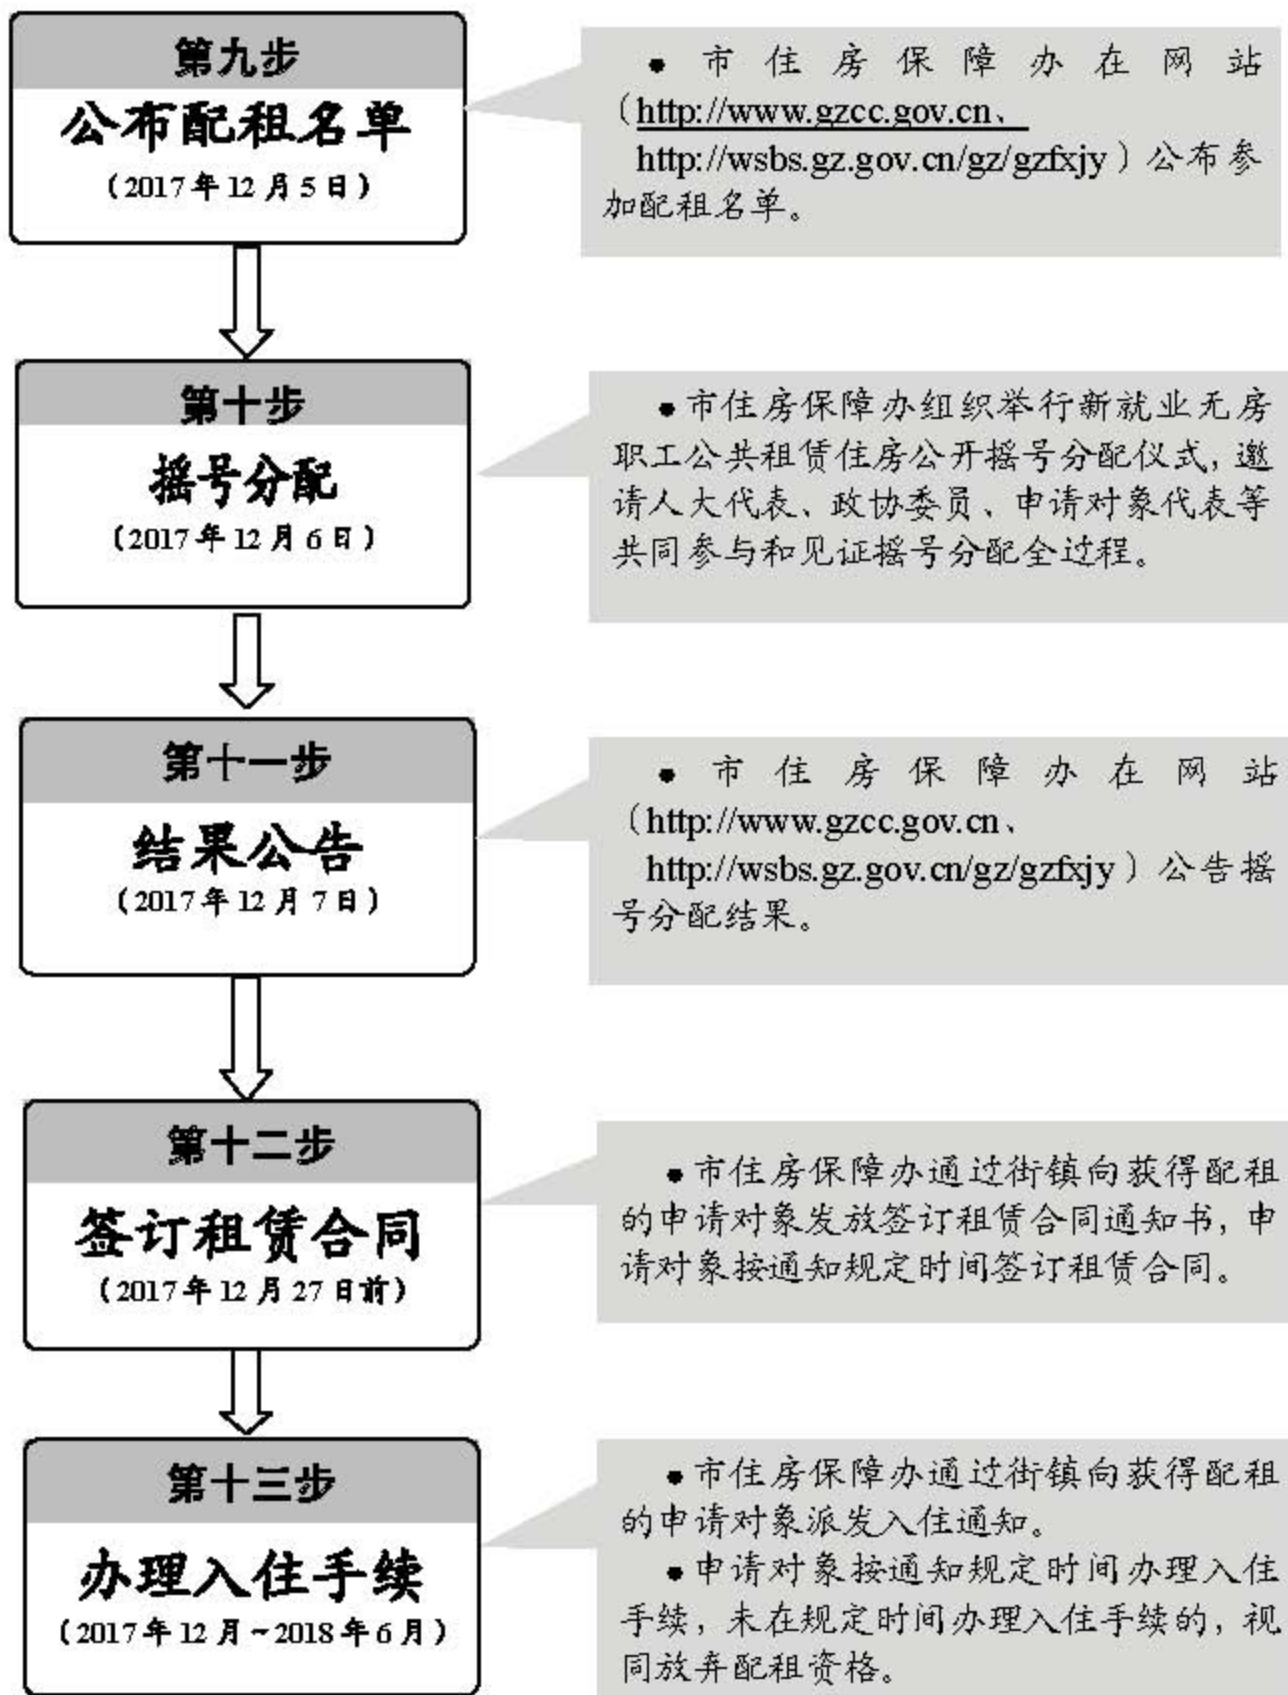 第九步
公布配租名单
（2017年12月5日）
● 市住房保障办在网站
（http://www.gzcc.gov.cn、
http://wsbs.gz.gov.cn/gz/gzfxjy）公布参
加配租名单。
第十步
摇号分配
（2017年12月6日）
●市住房保障办组织举行新就业无房
职工公共租赁住房公开摇号分配仪式，邀
请人大代表、政协委员、申请对象代表等
共同参与和见证摇号分配全过程。
第十一步
结果公告
（2017年12月7日）
● 市住房保障办在网站
（http://www.gzcc.gov.cn、
http://wsbs.gz.gov.cn/gz/gzfxjy）公告摇
号分配结果。
第十二步
签订租赁合同
（2017年12月27日前）
●市住房保障办通过街镇向获得配租
的申请对象发放签订租赁合同通知书，申
请对象按通知规定时间签订租赁合同。
第十三步
办理入住手续
（2017年12月~2018年6月）
●市住房保障办通过街镇向获得配租
的申请对象派发入住通知。
●申请对象按通知规定时间办理入住
手续，未在规定时间办理入住手续的，视
同放弃配租资格。